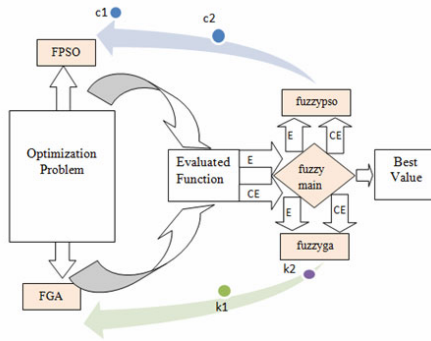 c1
c2
FPSO
fuzzypso
E
CE
Optimization
Problem
Evaluated
Function
E
CE
fuzzy
main
Best
Value
E
CE
fuzzyga
k2
FGA
k1